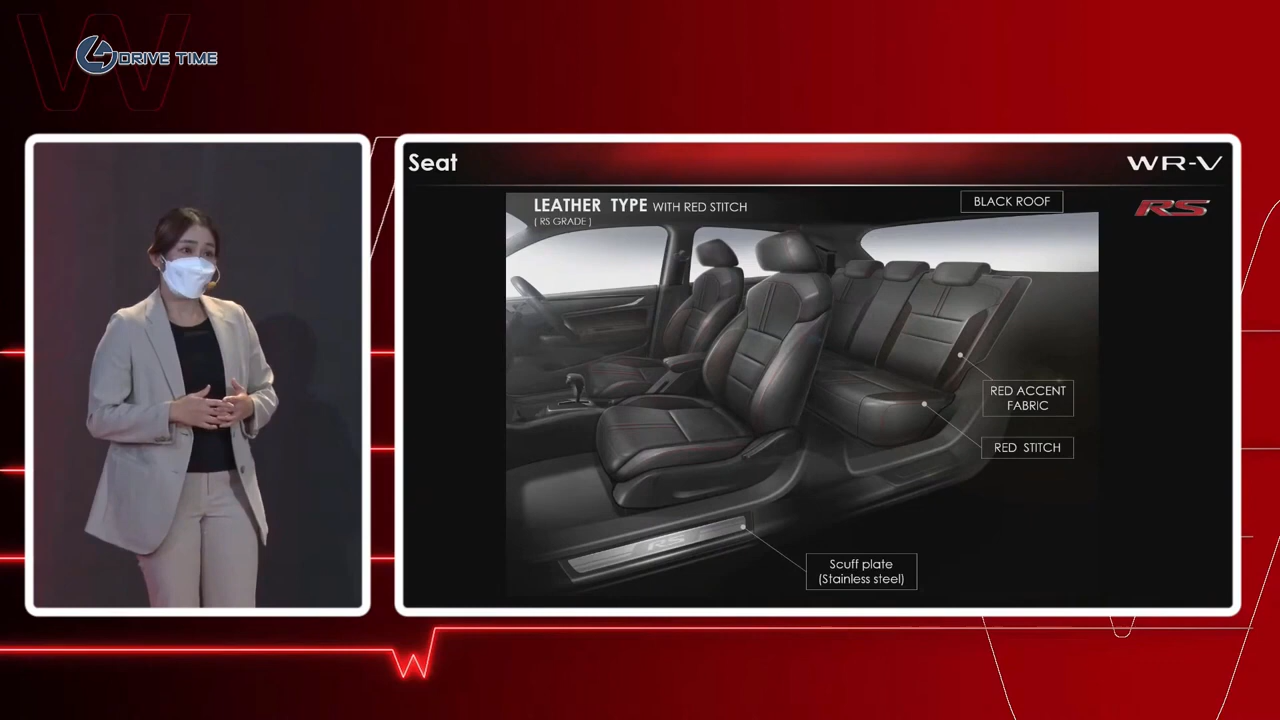 DRIVE TIME
Seat
WR-V
LEATHER TYPE WITH RED STITCH
( RS GRADE )
BLACK ROOF
RS
RED ACCENT
FABRIC
RED STITCH
RS
Scuff plate
(Stainless steel)